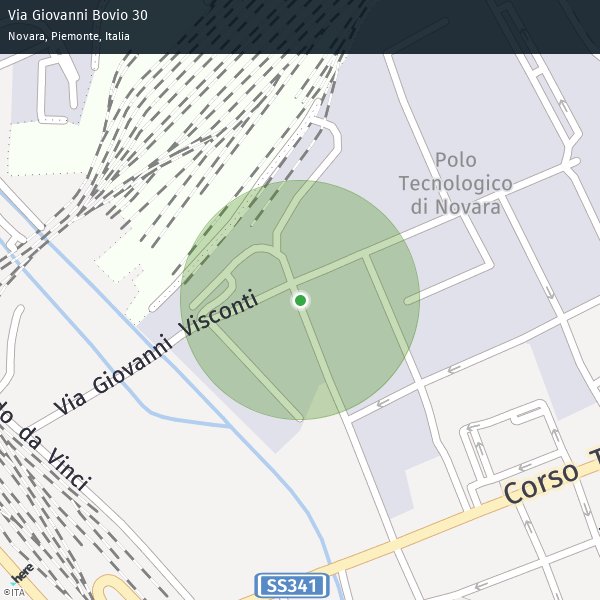 Via Giovanni Bovio 30
Novara, Piemonte, Italia
Polo
Tecnologico
di Novara
Via Giovanni Visconti
do da Vinci
Corso T
SS341
here
©ITA